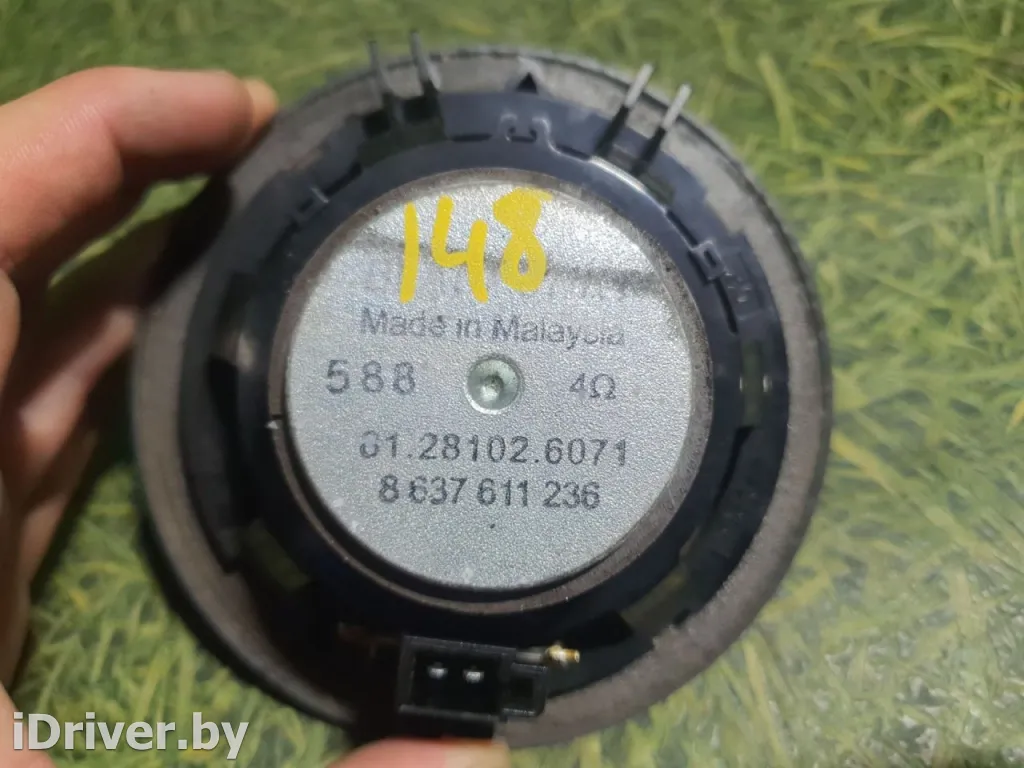 148
Made in Malaysia
588
4Ω
01.28102.6071
8 637 611 236
iDriver.by